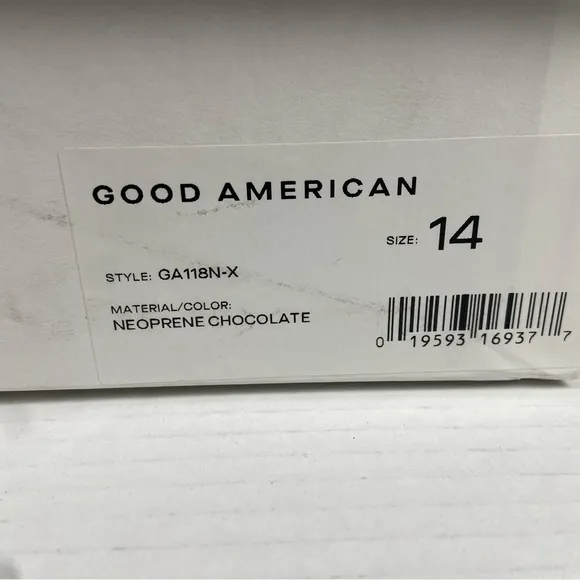 GOOD AMERICAN
SIZE: 14
STYLE: GA118N-X
MATERIAL/COLOR:
NEOPRENE CHOCOLATE
0 19593 16937 7